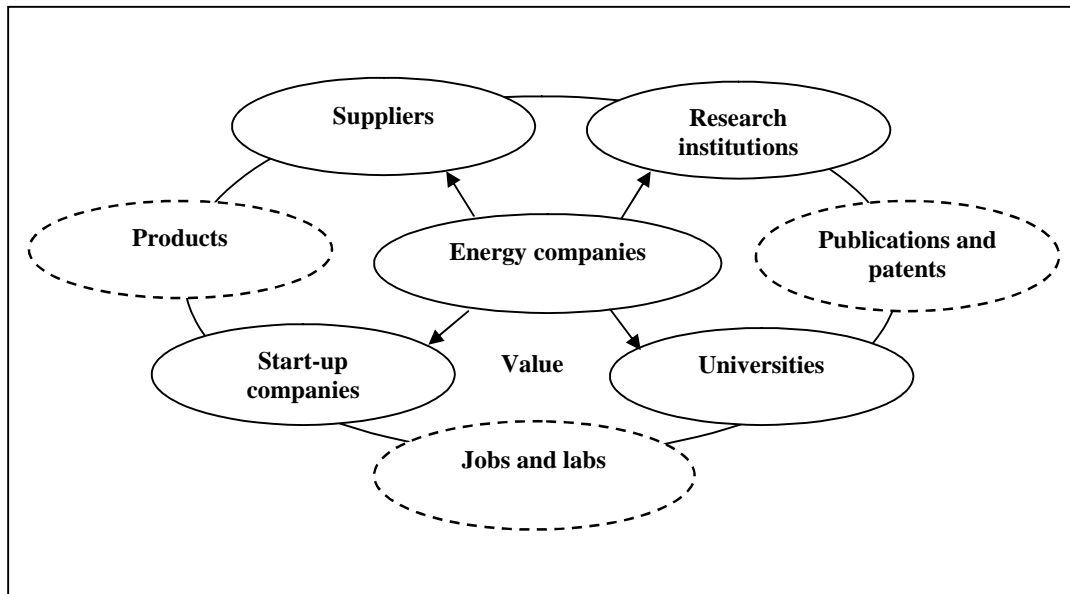 Suppliers
Research
institutions
Products
Energy companies
Publications and
patents
Start-up
companies
Value
Universities
Jobs and labs